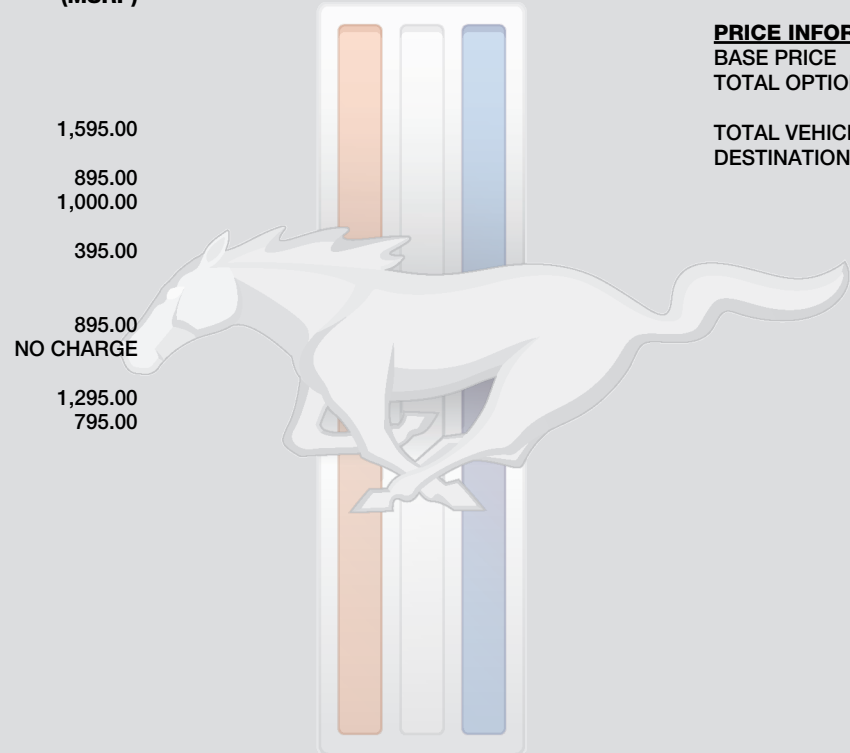 (MSRP)
1,595.00
895.00
1,000.00
395.00
895.00
NO CHARGE
1,295.00
795.00
PRICE INFOR
BASE PRICE
TOTAL OPTIO
TOTAL VEHIC
DESTINATION